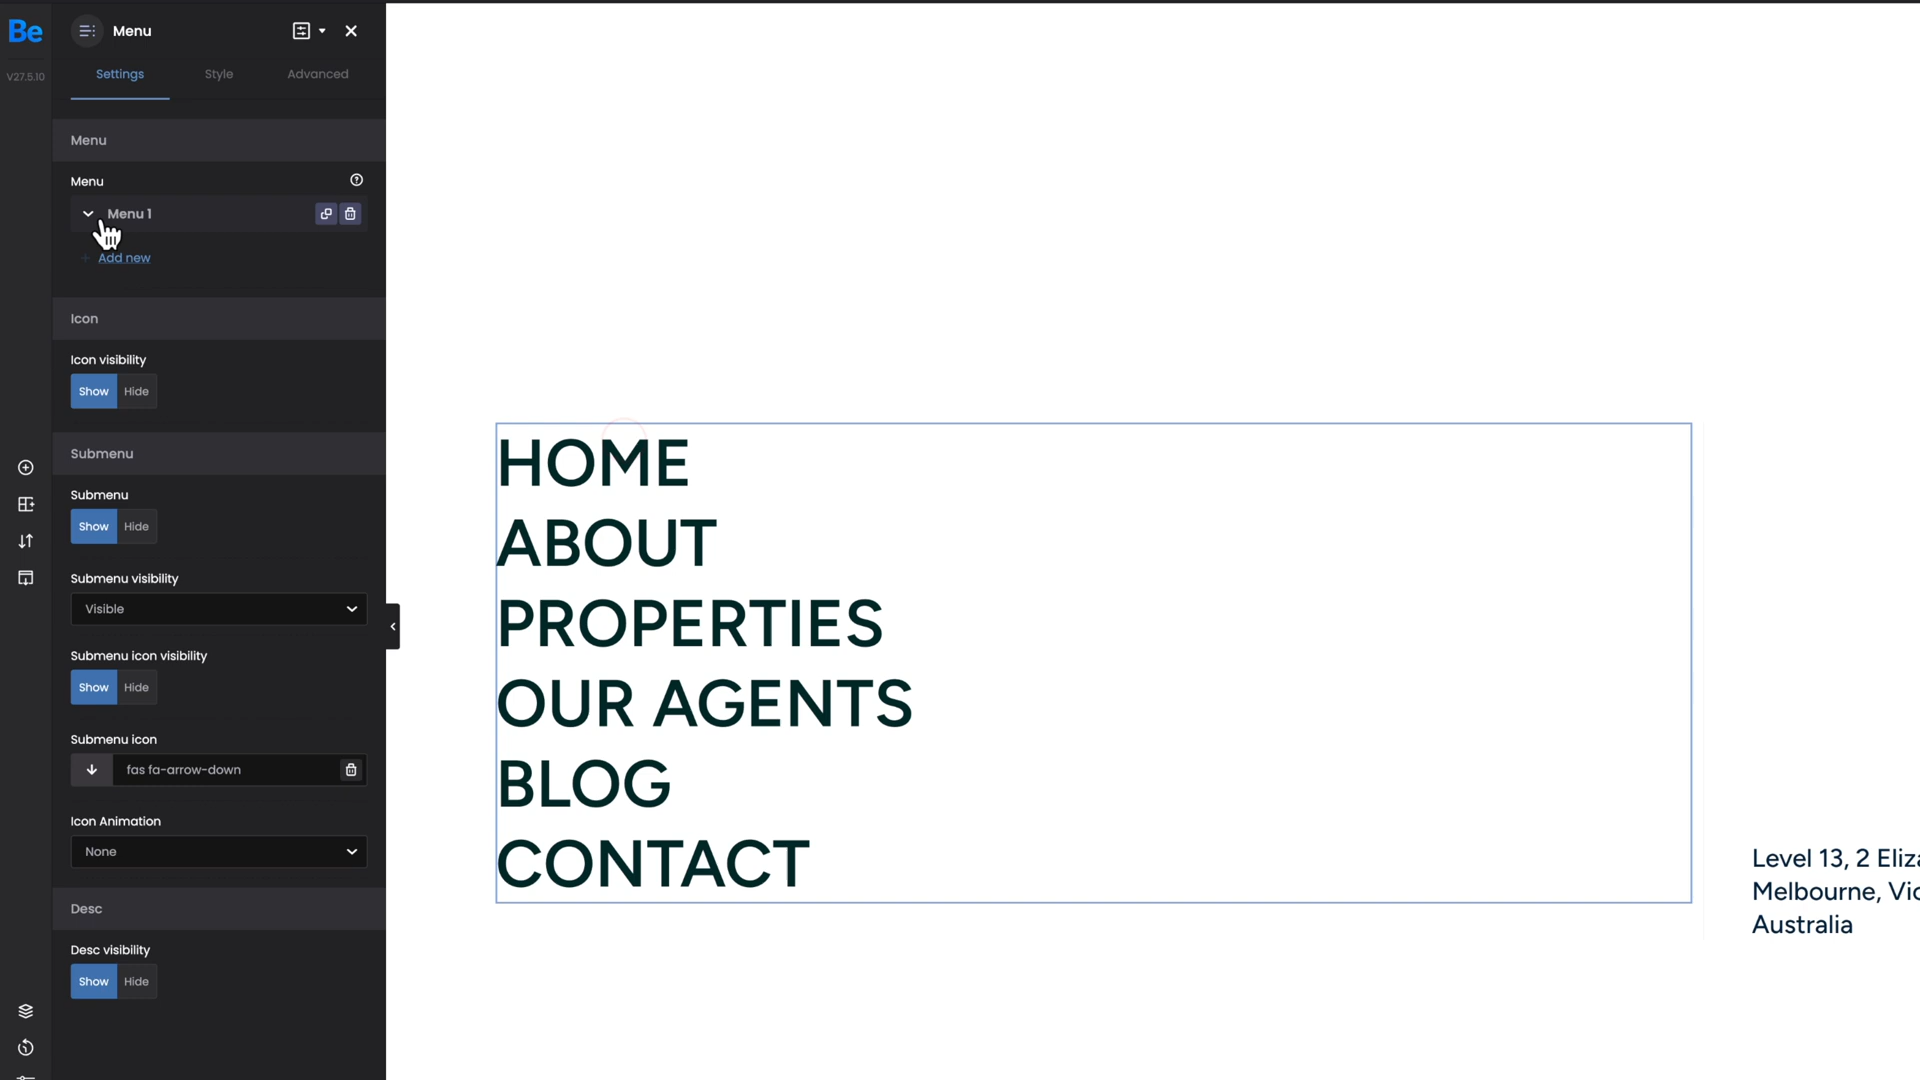 Be
V27.5.10
Menu
Settings
Style
Advanced
Menu
Menu
Menu 1
+ Add new
Icon
Icon visibility
Show
Hide
Submenu
Submenu
Show
Hide
Submenu visibility
Visible
Submenu icon visibility
Show
Hide
Submenu icon
fas fa-arrow-down
Icon Animation
None
Desc
Desc visibility
Show
Hide
HOME
ABOUT
PROPERTIES
OUR AGENTS
BLOG
CONTACT
Level 13, 2 Eliza
Melbourne, Vic
Australia